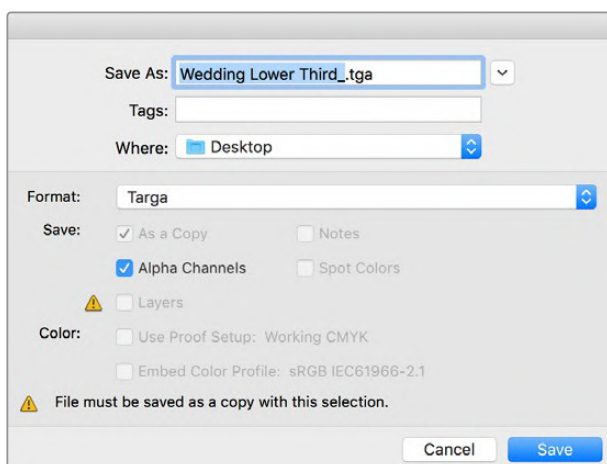 Save As: Wedding Lower Third_.tga
Tags:
Where: Desktop
Format: Targa
Save: As a Copy Notes
Alpha Channels Spot Colors
Layers
Color: Use Proof Setup: Working CMYK
Embed Color Profile: sRGB IEC61966-2.1
File must be saved as a copy with this selection.
Cancel Save